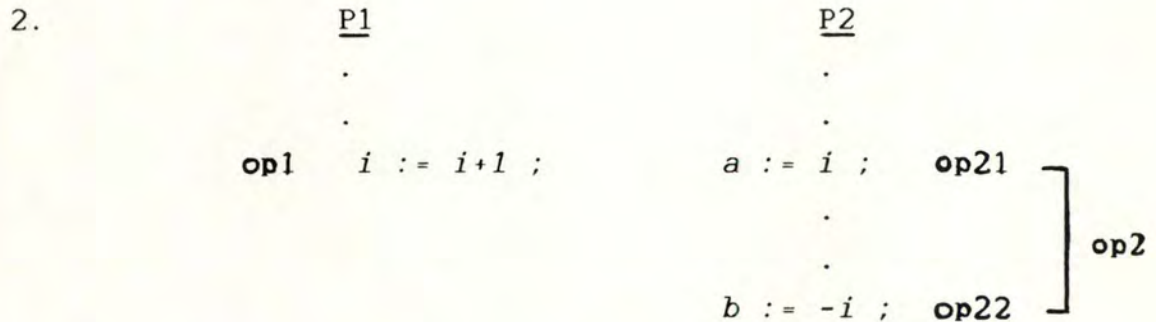 2. P1 P2
. .
. .
op1 i := i+1 ; a := i ; op21
.
. op2
b := -i ; op22